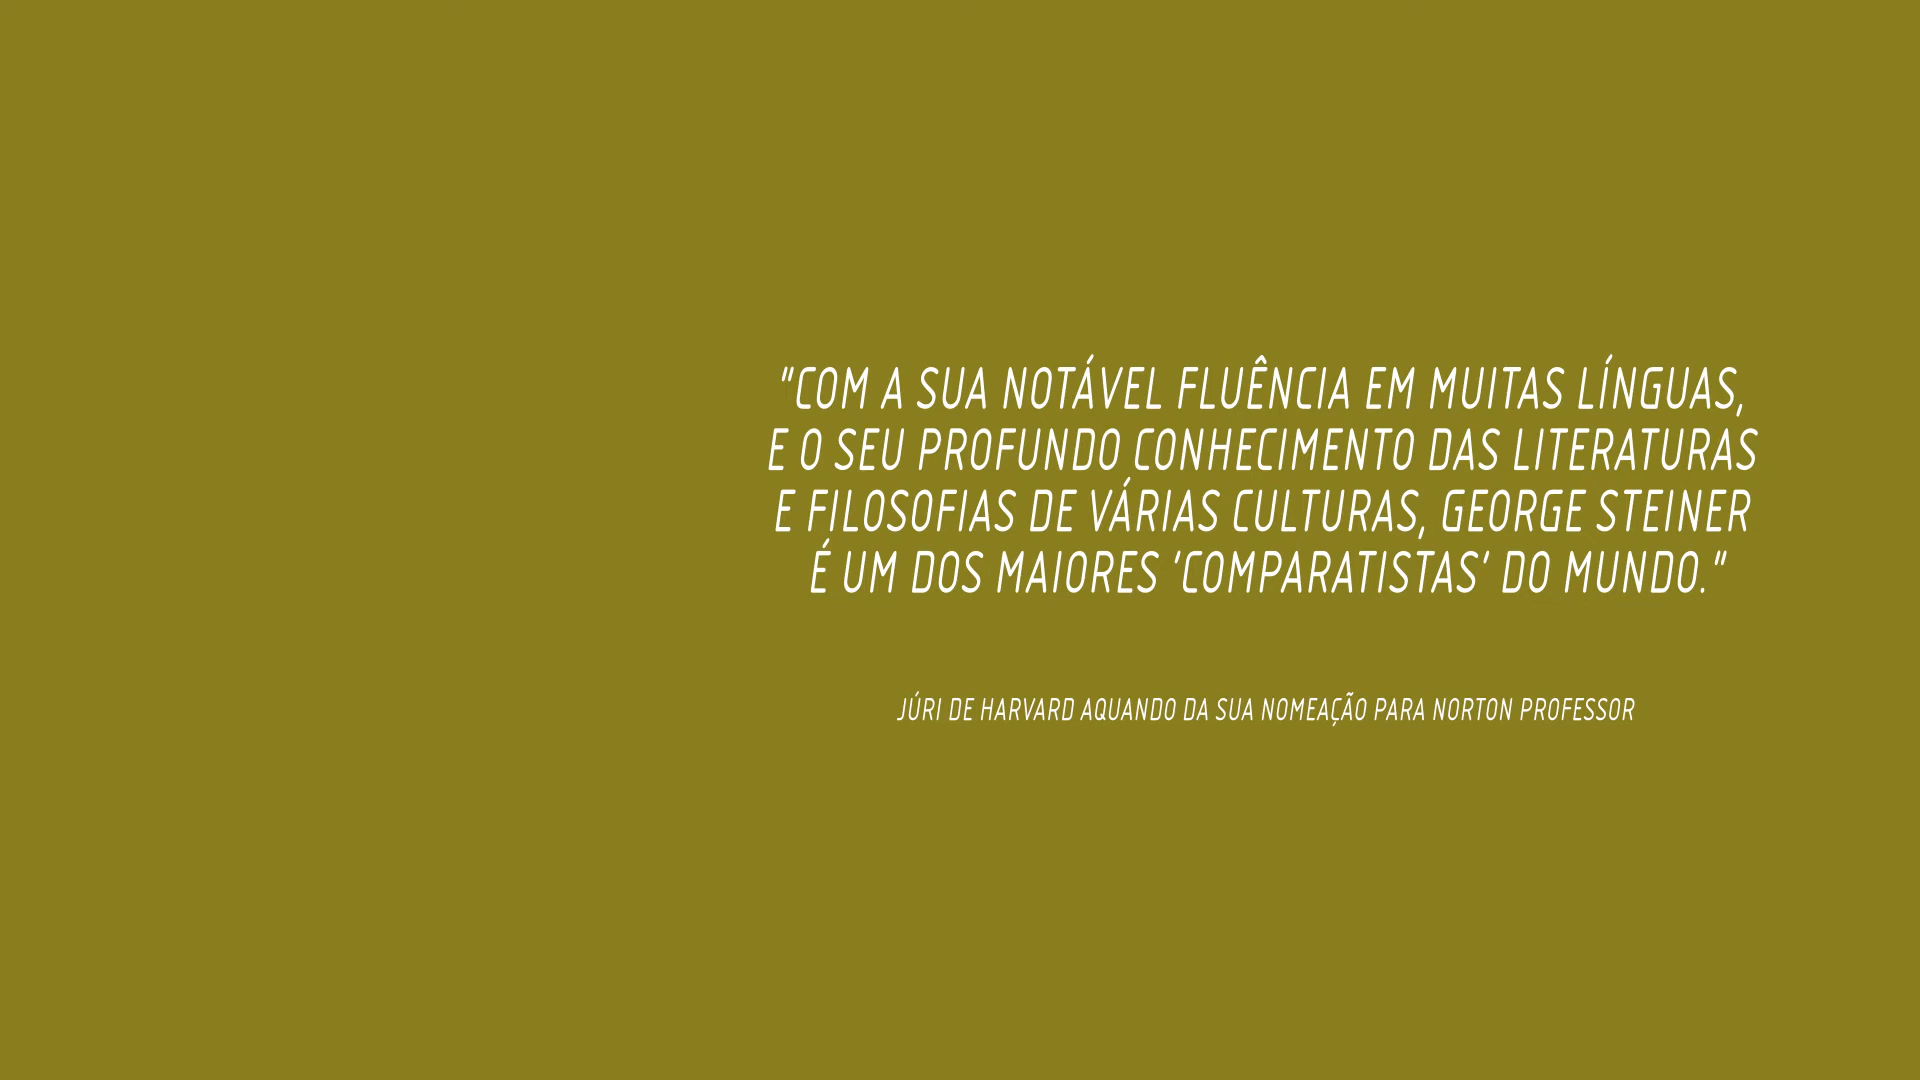 "COM A SUA NOTÁVEL FLUÊNCIA EM MUITAS LÍNGUAS,
E O SEU PROFUNDO CONHECIMENTO DAS LITERATURAS
E FILOSOFIAS DE VÁRIAS CULTURAS, GEORGE STEINER
É UM DOS MAIORES 'COMPARATISTAS' DO MUNDO."
JÚRI DE HARVARD AQUANDO DA SUA NOMEAÇÃO PARA NORTON PROFESSOR